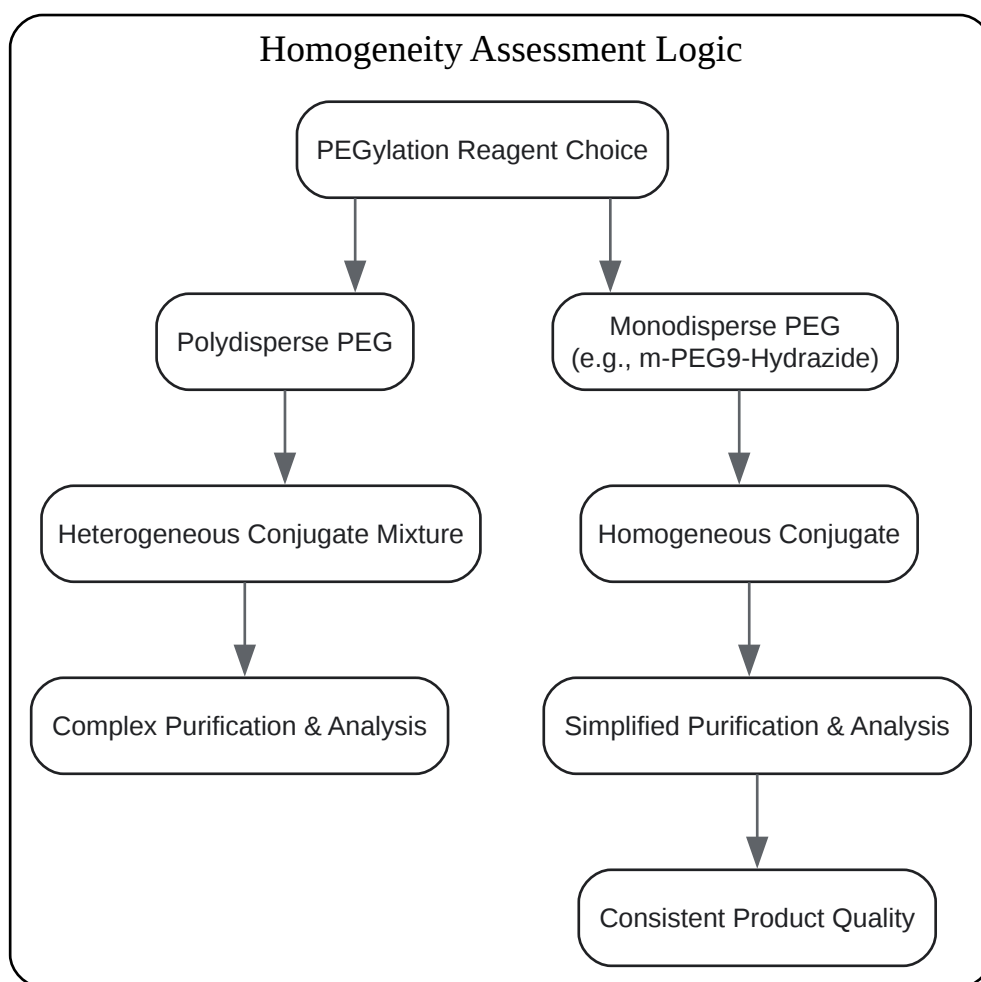 Homogeneity Assessment Logic
PEGylation Reagent Choice
Polydisperse PEG
Monodisperse PEG
(e.g., m-PEG9-Hydrazide)
Heterogeneous Conjugate Mixture
Homogeneous Conjugate
Complex Purification & Analysis
Simplified Purification & Analysis
Consistent Product Quality